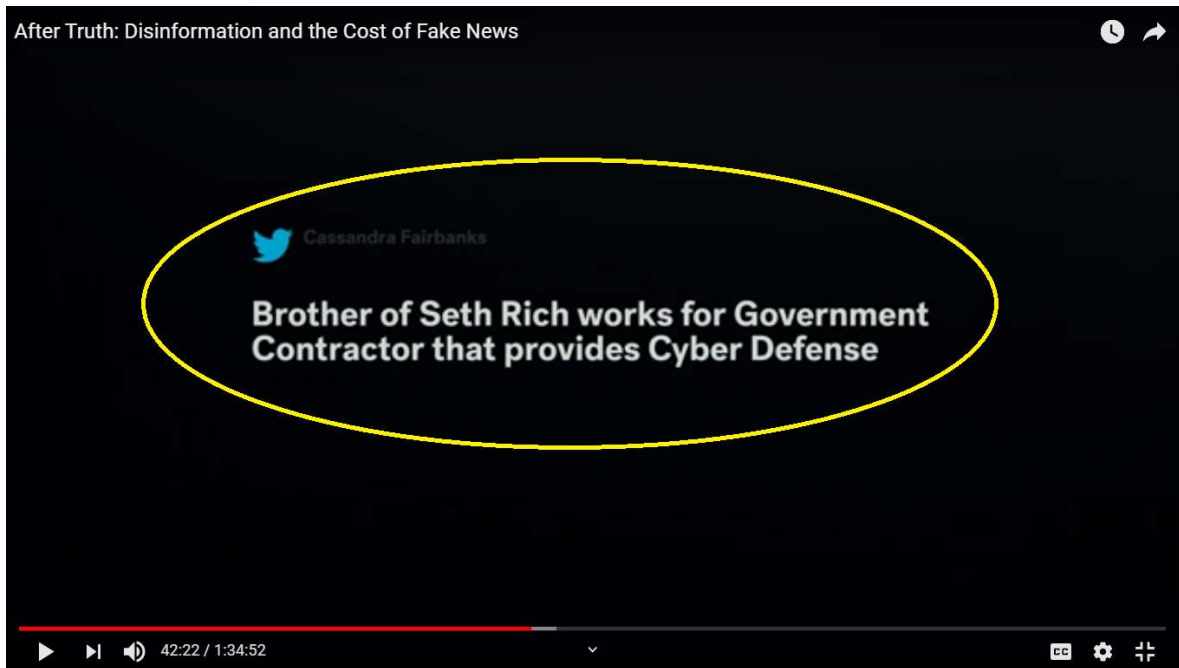 After Truth: Disinformation and the Cost of Fake News
Cassandra Fairbanks
Brother of Seth Rich works for Government
Contractor that provides Cyber Defense
42:22 / 1:34:52
CC